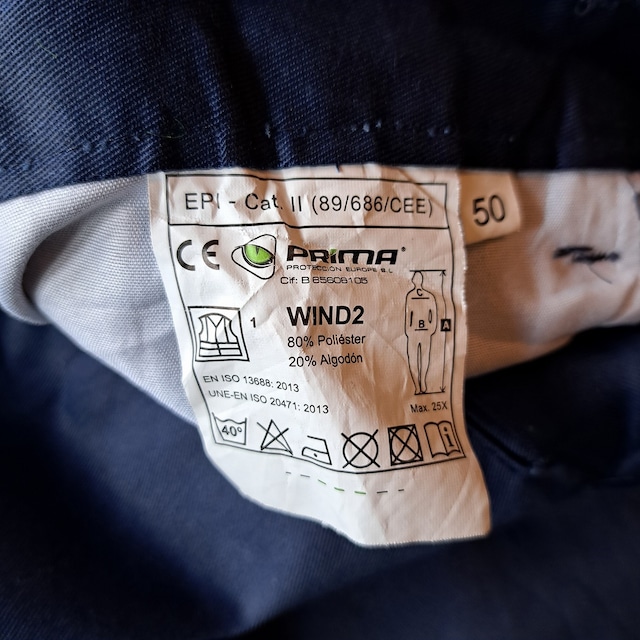 EPI - Cat. II (89/686/CEE)
50
CE PRIMA®
PROTECCIÓN EUROPE S.L
Cif: B 65608105
1 WIND2
80% Poliéster
20% Algodón
B A
EN ISO 13688: 2013
UNE-EN ISO 20471: 2013
Max. 25X
40° i